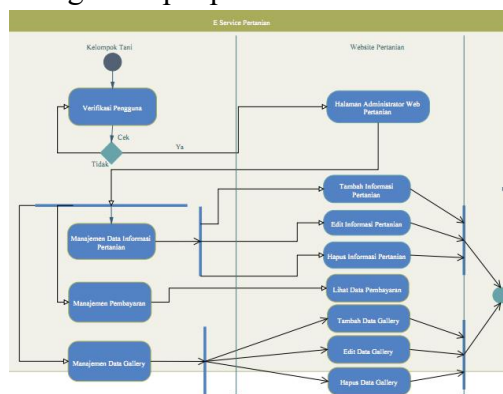 E Service Pertanian
Kelompok Tani
Website Pertanian
Verifikasi Pengguna
Halaman Administrator Web
Pertanian
Cek
Ya
Tidak
Tambah Informasi
Pertanian
Manajemen Data Informasi
Pertanian
Edit Informasi Pertanian
Hapus Informasi Pertanian
Manajemen Pembayaran
Lihat Data Pembayaran
Tambah Data Gallery
Manajemen Data Gallery
Edit Data Gallery
Hapus Data Gallery